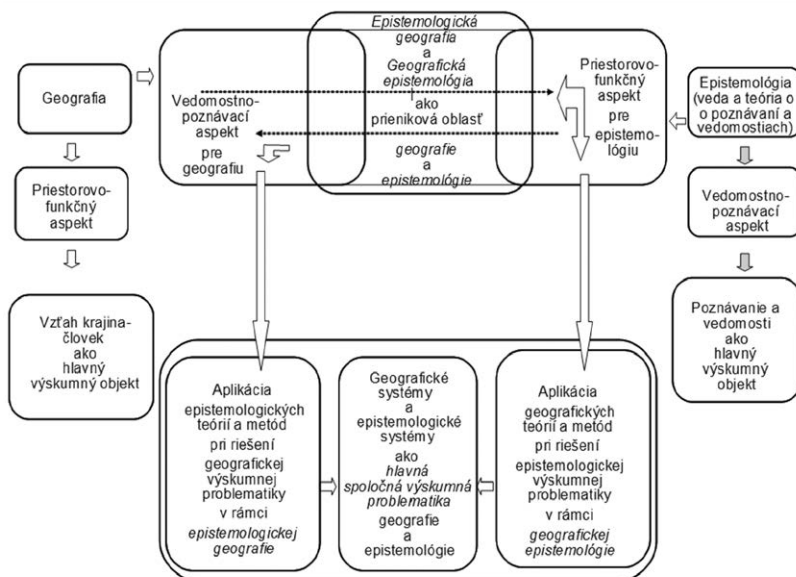 Epistemologická
geografia
a
Geografická
epistemológia
ako
prieniková oblasť
geografie
a
epistemológie
Geografia
Vedomostno-
poznávací
aspekt
pre
geografiu
Priestorovo-
funkčný
aspekt
pre
epistemo-
lógiu
Epistemológia
(veda a teória o
o poznávaní a
vedomostiach)
Priestorovo-
funkčný
aspekt
Vedomostno-
poznávací
aspekt
Vzťah krajina-
človek
ako
hlavný
výskumný objekt
Poznávanie a
vedomosti
ako
hlavný
výskumný
objekt
Aplikácia
epistemologických
teórií a metód
pri riešení
geografickej
výskumnej
problematiky
v rámci
epistemologickej
geografie
Geografické
systémy
a
epistemologické
systémy
ako
hlavná
spoločná výskumná
problematika
geografie
a
epistemológie
Aplikácia
geografických
teórií a metód
pri riešení
epistemologickej
výskumnej
problematiky
v rámci
geografickej
epistemológie